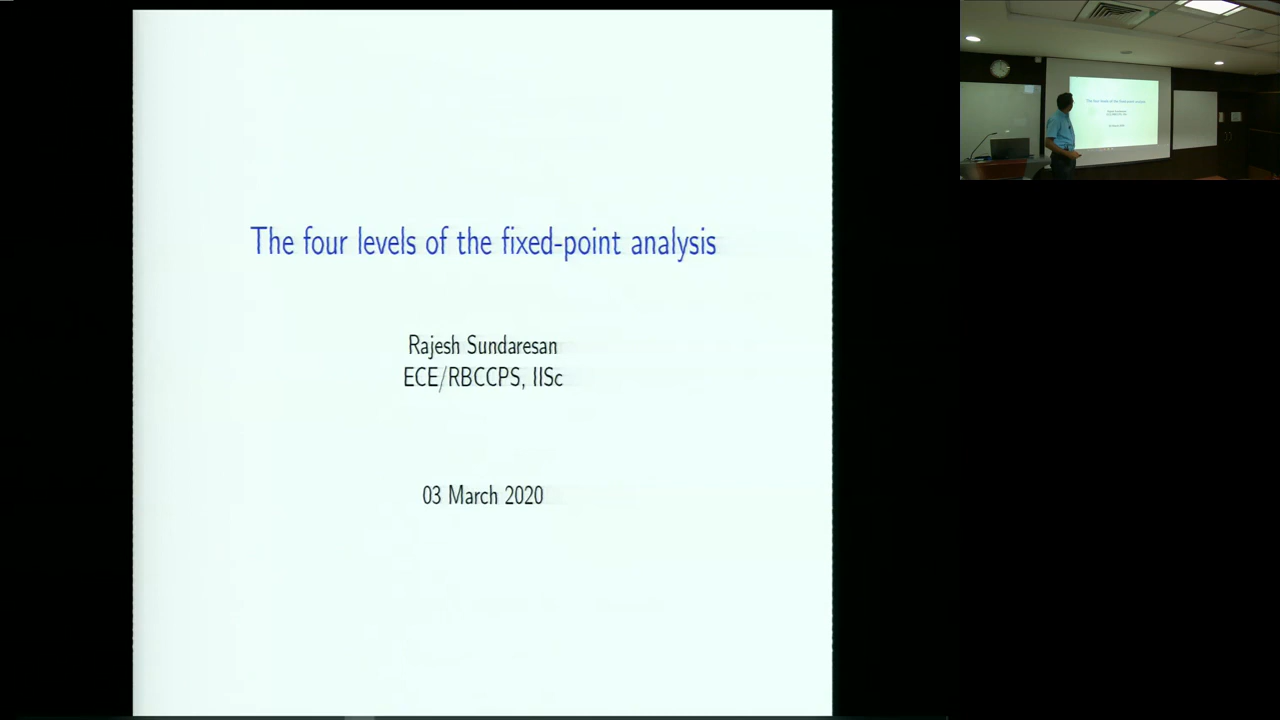 The four levels of the fixed-point analysis
Rajesh Sundaresan
ECE/RBCCPS, IISc
03 March 2020